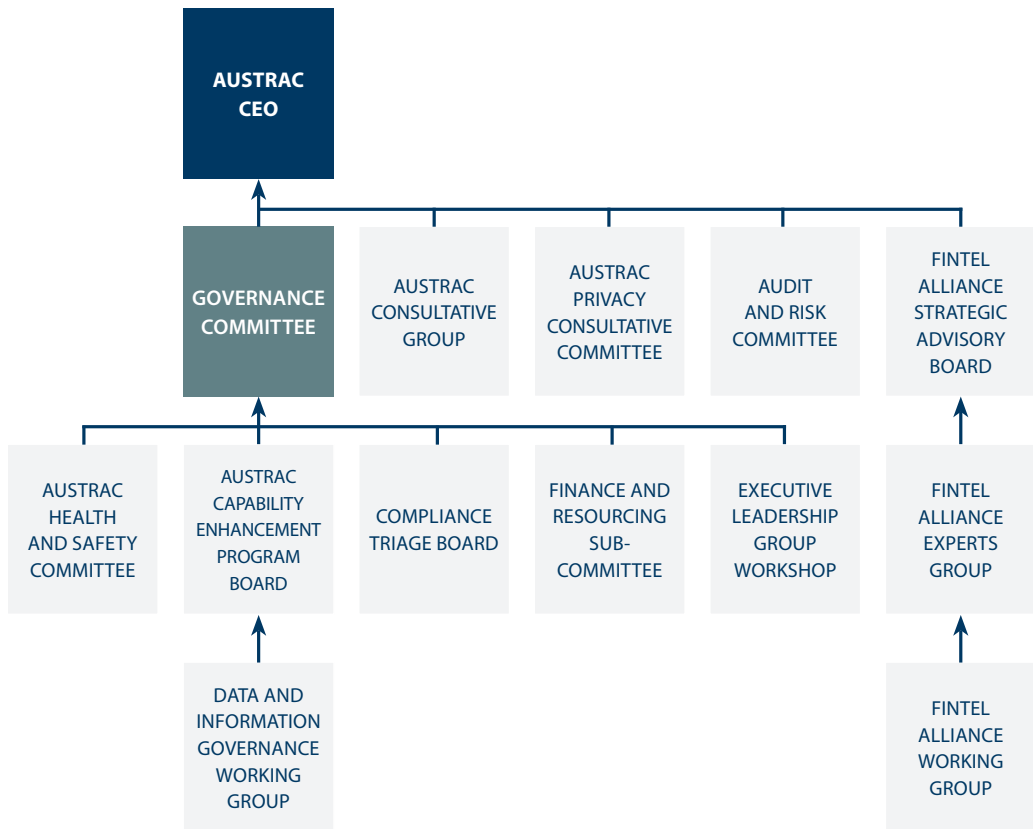 AUSTRAC
CEO
GOVERNANCE
COMMITTEE
AUSTRAC
CONSULTATIVE
GROUP
AUSTRAC
PRIVACY
CONSULTATIVE
COMMITTEE
AUDIT
AND RISK
COMMITTEE
FINTEL
ALLIANCE
STRATEGIC
ADVISORY
BOARD
AUSTRAC
HEALTH
AND SAFETY
COMMITTEE
AUSTRAC
CAPABILITY
ENHANCEMENT
PROGRAM
BOARD
COMPLIANCE
TRIAGE BOARD
FINANCE AND
RESOURCING
SUB-
COMMITTEE
EXECUTIVE
LEADERSHIP
GROUP
WORKSHOP
FINTEL
ALLIANCE
EXPERTS
GROUP
DATA AND
INFORMATION
GOVERNANCE
WORKING
GROUP
FINTEL
ALLIANCE
WORKING
GROUP